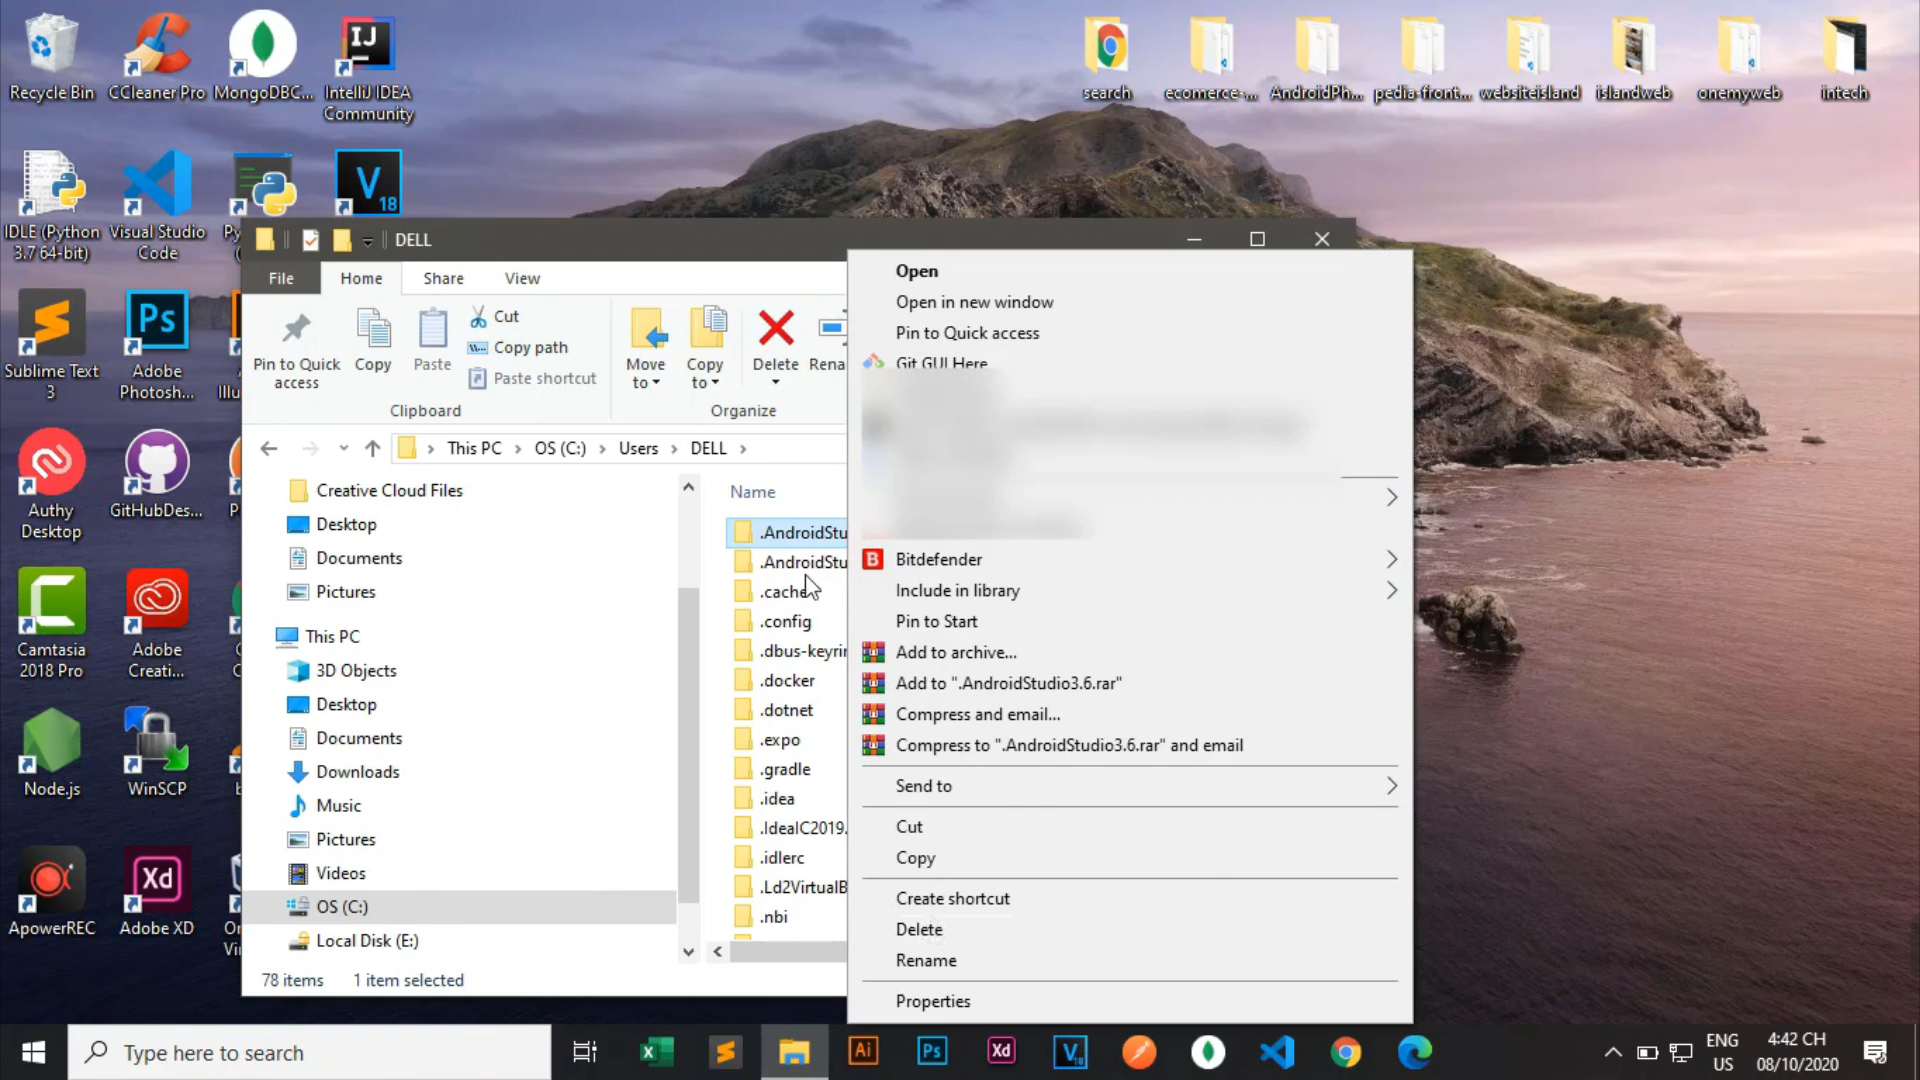 Recycle Bin
CCleaner Pro
MongoDBC...
IntelliJ IDEA
Community
search
ecomerce-...
AndroidPh...
pedia-front...
websiteisland
islandweb
onemyweb
intech
IDLE (Python
3.7 64-bit)
Visual Studio
Code
Py
18
Sublime Text
3
Adobe
Photosh...
Illu
Authy
Desktop
GitHubDes...
P
Camtasia
2018 Pro
Adobe
Creati...
Node.js
WinSCP
ApowerREC
Adobe XD
DELL
File
Home
Share
View
Pin to Quick
access
Copy
Paste
Cut
Copy path
Paste shortcut
Clipboard
Move
to
Copy
to
Delete
Rena
Organize
This PC
OS (C:)
Users
DELL
Creative Cloud Files
Desktop
Documents
Pictures
This PC
3D Objects
Desktop
Documents
Downloads
Music
Pictures
Videos
OS (C:)
Local Disk (E:)
Name
.AndroidStu
.AndroidStu
.cache
.config
.dbus-keyrin
.docker
.dotnet
.expo
.gradle
.idea
.IdeaIC2019.
.idlerc
.Ld2VirtualB
.nbi
78 items
1 item selected
Open
Open in new window
Pin to Quick access
Git GUI Here
Bitdefender
Include in library
Pin to Start
Add to archive...
Add to ".AndroidStudio3.6.rar"
Compress and email...
Compress to ".AndroidStudio3.6.rar" and email
Send to
Cut
Copy
Create shortcut
Delete
Rename
Properties
Type here to search
ENG
US
4:42 CH
08/10/2020